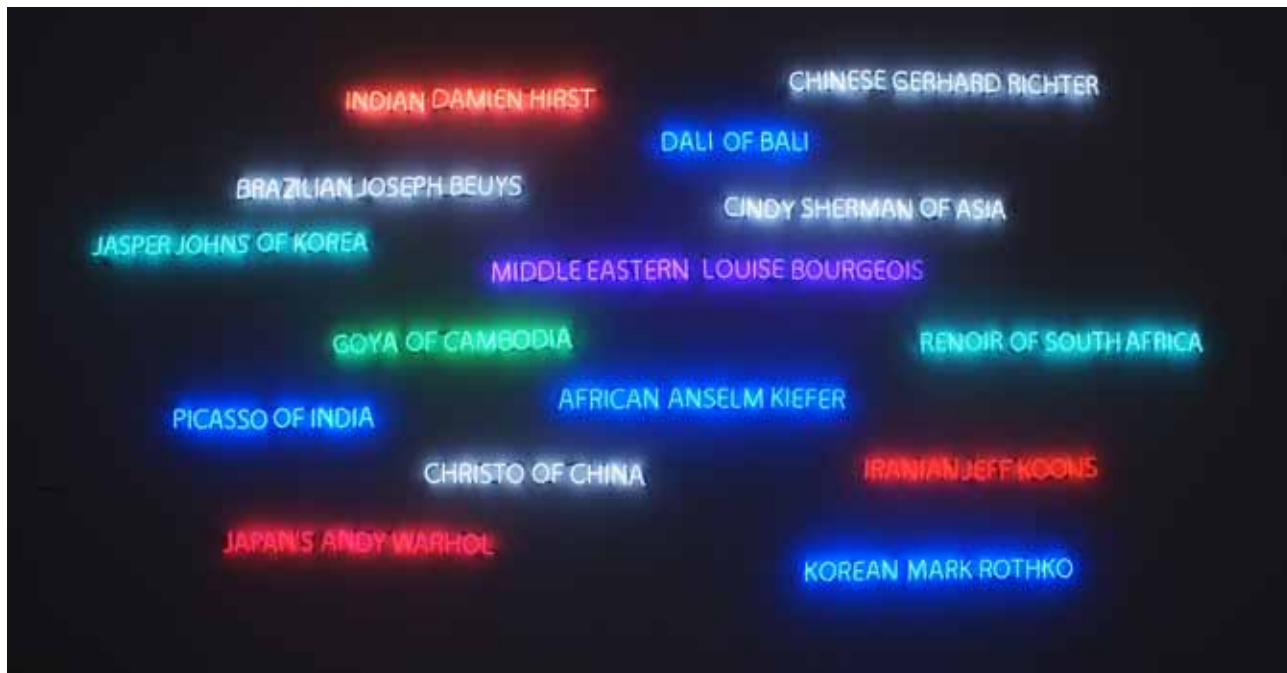 CHINESE GERHARD RICHTER
INDIAN DAMIEN HIRST
DALI OF BALI
BRAZILIAN JOSEPH BEUYS
CINDY SHERMAN OF ASIA
JASPER JOHNS OF KOREA
MIDDLE EASTERN LOUISE BOURGEOIS
GOYA OF CAMBODIA
RENOIR OF SOUTH AFRICA
AFRICAN ANSELM KIEFER
PICASSO OF INDIA
IRANIAN JEFF KOONS
CHRISTO OF CHINA
JAPAN'S ANDY WARHOL
KOREAN MARK ROTHKO